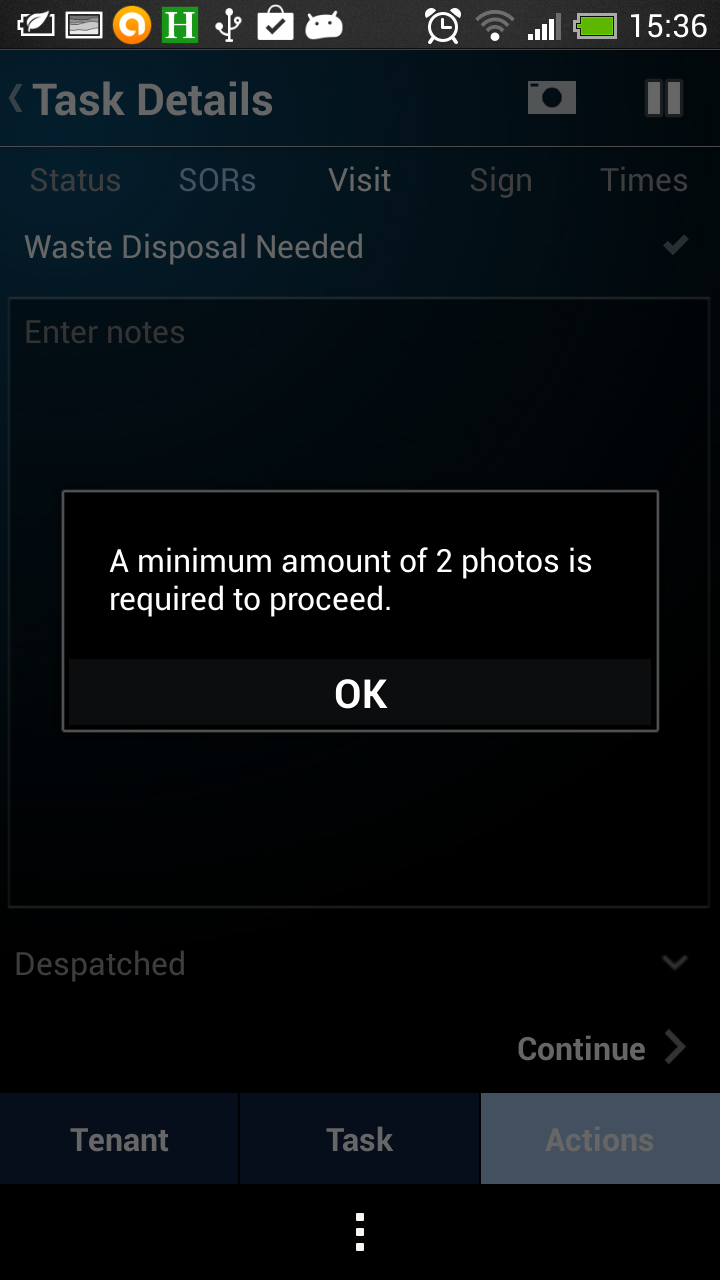 H 15:36
Task Details
Status SORs Visit Sign Times
Waste Disposal Needed
Enter notes
A minimum amount of 2 photos is
required to proceed.
OK
Despatched
Continue
Tenant Task Actions